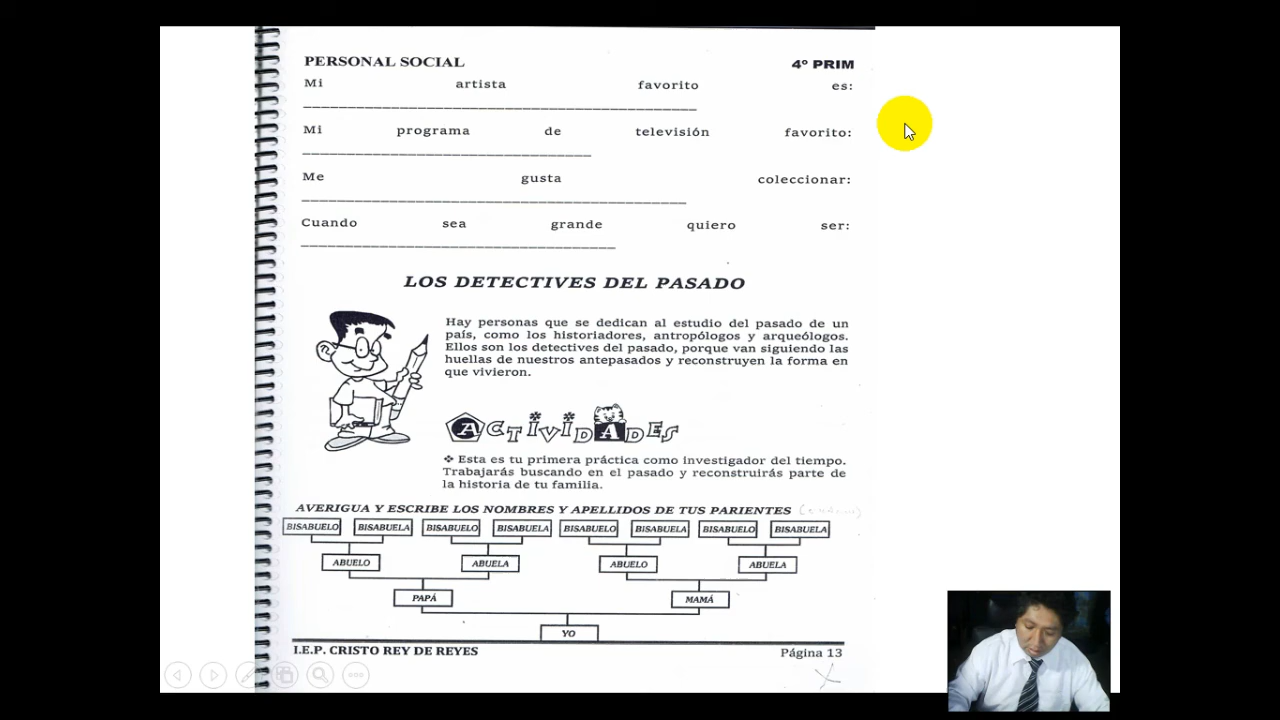 PERSONAL SOCIAL 4º PRIM
Mi artista favorito es:
Mi programa de televisión favorito:
Me gusta coleccionar:
Cuando sea grande quiero ser:
LOS DETECTIVES DEL PASADO
Hay personas que se dedican al estudio del pasado de un
país, como los historiadores, antropólogos y arqueólogos.
Ellos son los detectives del pasado, porque van siguiendo las
huellas de nuestros antepasados y reconstruyen la forma en
que vivieron.
ACTIVIDADES
❖ Esta es tu primera práctica como investigador del tiempo.
Trabajarás buscando en el pasado y reconstruirás parte de
la historia de tu familia.
AVERIGUA Y ESCRIBE LOS NOMBRES Y APELLIDOS DE TUS PARIENTES
BISABUELO BISABUELA BISABUELO BISABUELA BISABUELO BISABUELA BISABUELO BISABUELA
ABUELO ABUELA ABUELO ABUELA
PAPÁ MAMÁ
YO
I.E.P. CRISTO REY DE REYES Página 13